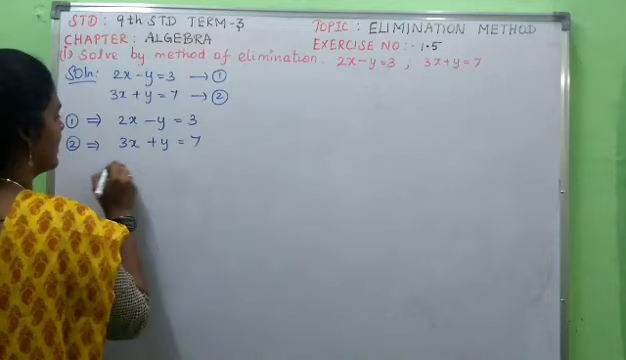 STD : 9th STD TERM-3
TOPIC : ELIMINATION METHOD
CHAPTER : ALGEBRA
EXERCISE NO :- 1.5
(i) Solve by method of elimination. 2x-y=3 , 3x+y=7
Soln: 2x-y=3 → ①
3x+y=7 → ②
① ⇒ 2x-y=3
② ⇒ 3x+y=7